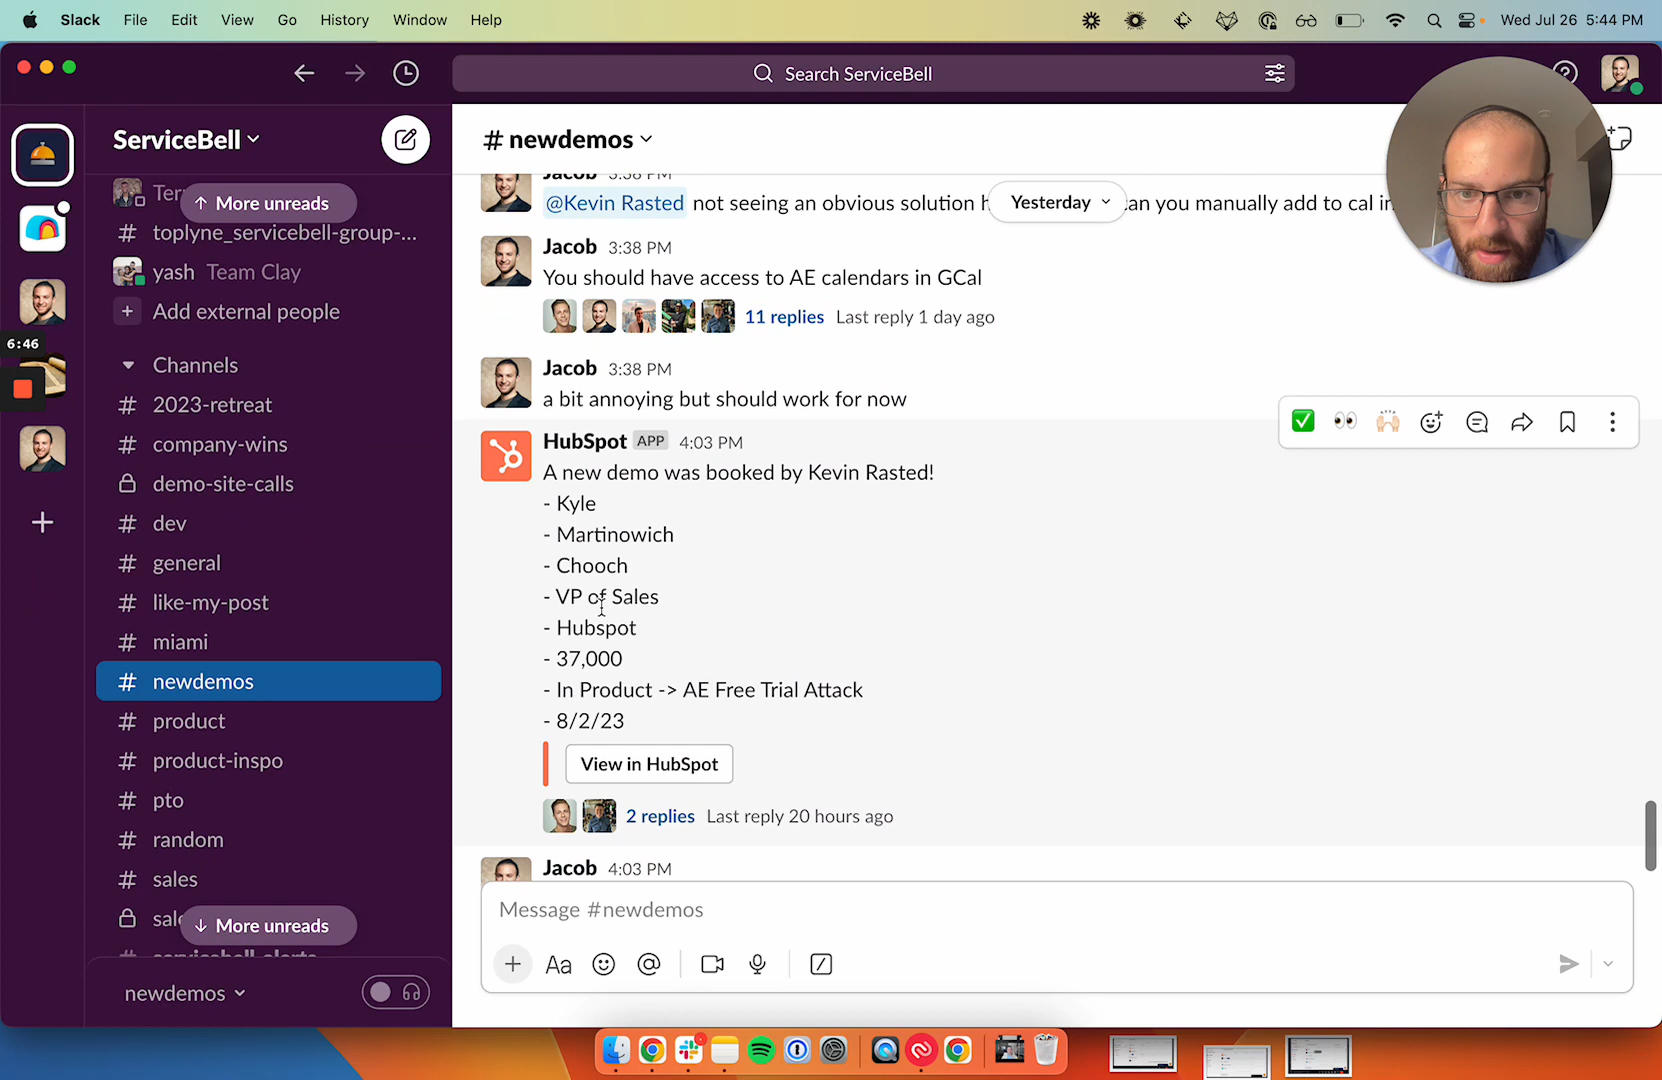 Slack File Edit View Go History Window Help Wed Jul 26 5:44 PM
Search ServiceBell
ServiceBell
# newdemos
More unreads
# toplyne_servicebell-group-...
yash Team Clay
+ Add external people
6:46
Channels
# 2023-retreat
# company-wins
demo-site-calls
# dev
# general
# like-my-post
# miami
# newdemos
# product
# product-inspo
# pto
# random
# sales
More unreads
newdemos
Jacob 3:38 PM
@Kevin Rasted not seeing an obvious solution
Yesterday
can you manually add to cal
Jacob 3:38 PM
You should have access to AE calendars in GCal
11 replies Last reply 1 day ago
Jacob 3:38 PM
a bit annoying but should work for now
HubSpot APP 4:03 PM
A new demo was booked by Kevin Rasted!
- Kyle
- Martinowich
- Chooch
- VP of Sales
- Hubspot
- 37,000
- In Product -> AE Free Trial Attack
- 8/2/23
View in HubSpot
2 replies Last reply 20 hours ago
Jacob 4:03 PM
Message #newdemos
Aa